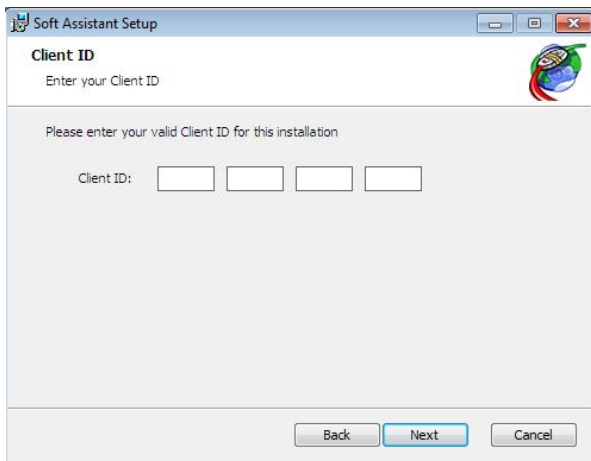 Soft Assistant Setup
Client ID
Enter your Client ID
Please enter your valid Client ID for this installation
Client ID:
Back Next Cancel